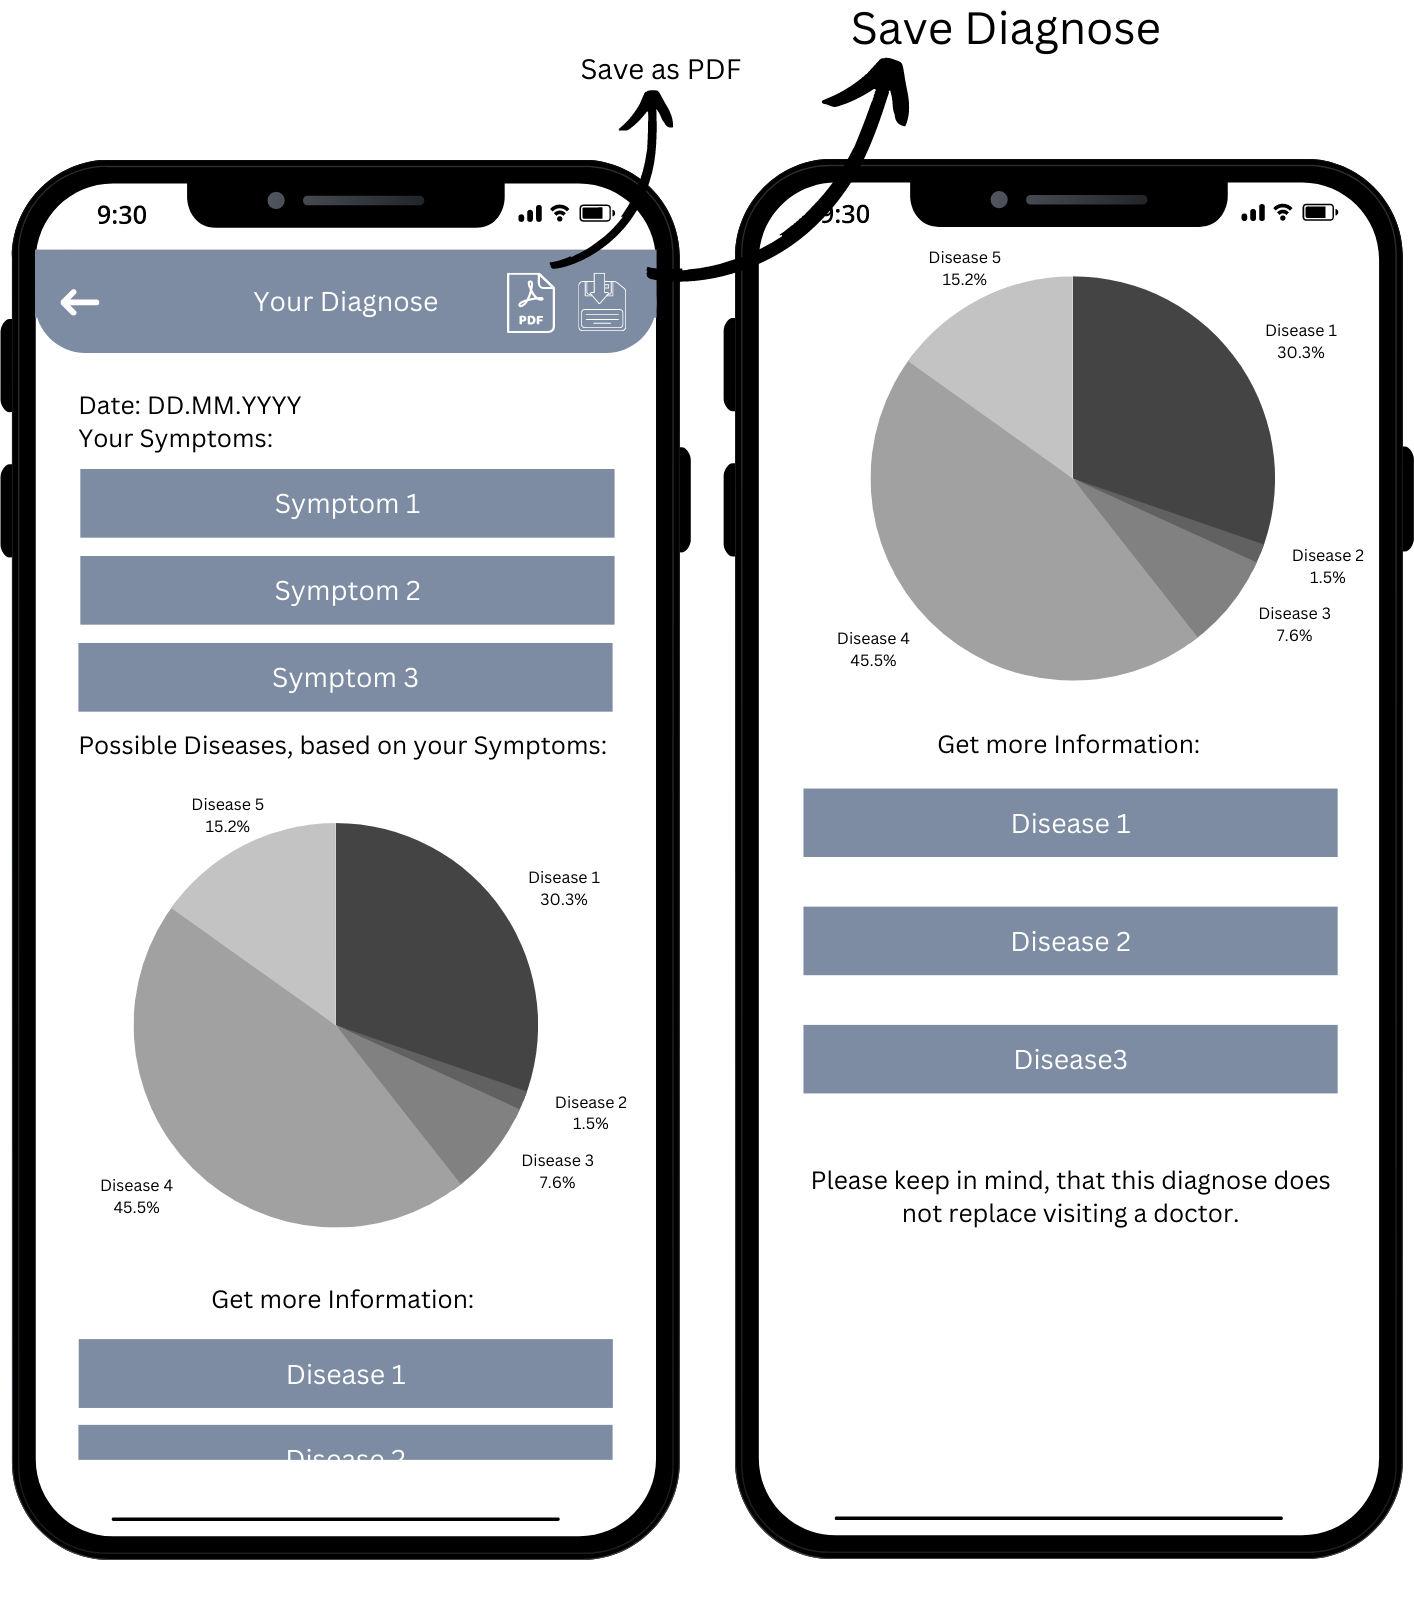 Save Diagnose
Save as PDF
9:30
Your Diagnose
PDF
Date: DD.MM.YYYY
Your Symptoms:
Symptom 1
Symptom 2
Symptom 3
Possible Diseases, based on your Symptoms:
Disease 5
15.2%
Disease 1
30.3%
Disease 2
1.5%
Disease 3
7.6%
Disease 4
45.5%
Get more Information:
Disease 1
Disease 2
9:30
Disease 5
15.2%
Disease 1
30.3%
Disease 2
1.5%
Disease 3
7.6%
Disease 4
45.5%
Get more Information:
Disease 1
Disease 2
Disease3
Please keep in mind, that this diagnose does
not replace visiting a doctor.